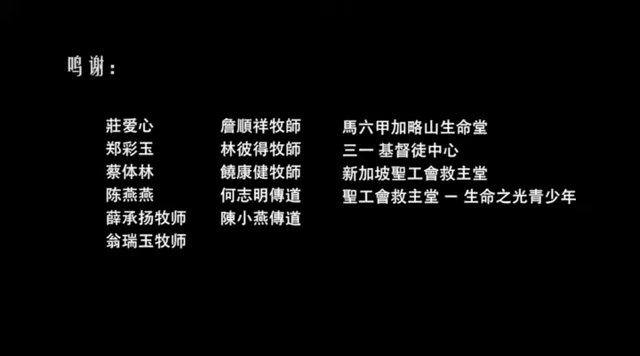 鸣谢：
莊爱心
郑彩玉
蔡体林
陈燕燕
薛承扬牧师
翁瑞玉牧师
詹順祥牧師
林彼得牧師
饒康健牧師
何志明傳道
陳小燕傳道
馬六甲加略山生命堂
三一 基督徒中心
新加坡聖工會救主堂
聖工會救主堂 — 生命之光青少年